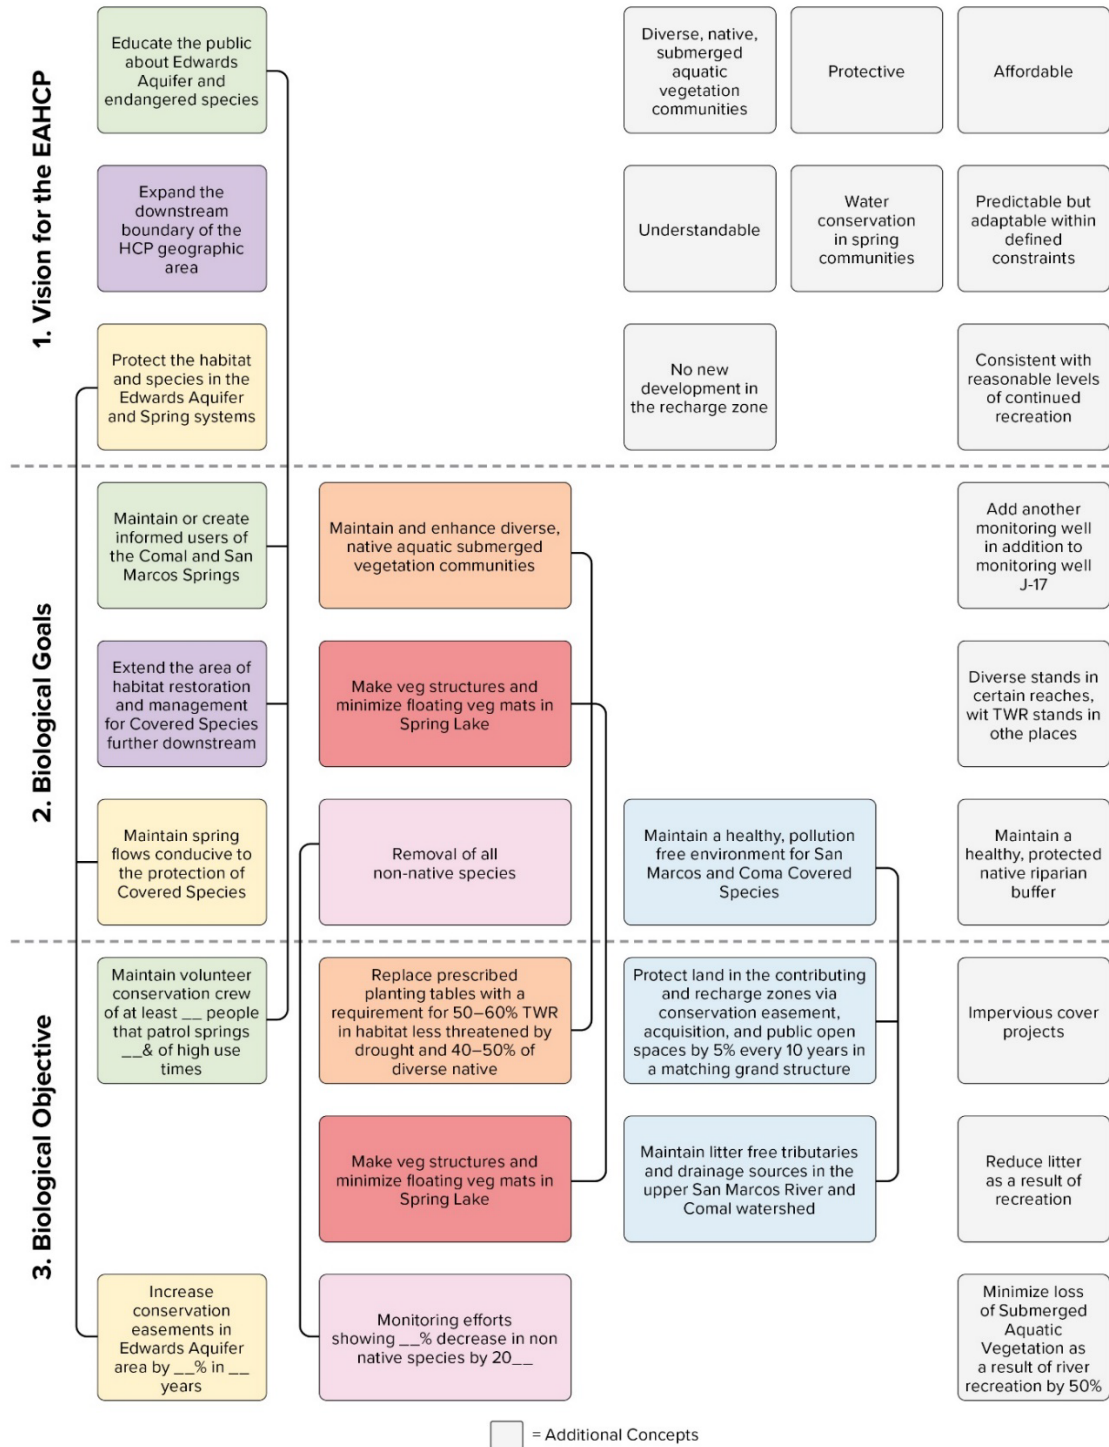 1. Vision for the EAHCP
Educate the public
about Edwards
Aquifer and
endangered species
Diverse, native,
submerged
aquatic
vegetation
communities
Protective
Affordable
Expand the
downstream
boundary of the
HCP geographic
area
Understandable
Water
conservation
in spring
communities
Predictable but
adaptable within
defined
constraints
Protect the habitat
and species in the
Edwards Aquifer
and Spring systems
No new
development in
the recharge zone
Consistent with
reasonable levels
of continued
recreation
2. Biological Goals
Maintain or create
informed users of
the Comal and San
Marcos Springs
Maintain and enhance diverse,
native aquatic submerged
vegetation communities
Add another
monitoring well
in addition to
monitoring well
J-17
Extend the area of
habitat restoration
and management
for Covered Species
further downstream
Make veg structures and
minimize floating veg mats in
Spring Lake
Diverse stands in
certain reaches,
wit TWR stands in
othe places
Maintain spring
flows conducive to
the protection of
Covered Species
Removal of all
non-native species
Maintain a healthy, pollution
free environment for San
Marcos and Coma Covered
Species
Maintain a
healthy, protected
native riparian
buffer
3. Biological Objective
Maintain volunteer
conservation crew
of at least __ people
that patrol springs
__& of high use
times
Replace prescribed
planting tables with a
requirement for 50–60% TWR
in habitat less threatened by
drought and 40–50% of
diverse native
Protect land in the contributing
and recharge zones via
conservation easement,
acquisition, and public open
spaces by 5% every 10 years in
a matching grand structure
Impervious cover
projects
Make veg structures and
minimize floating veg mats in
Spring Lake
Maintain litter free tributaries
and drainage sources in the
upper San Marcos River and
Comal watershed
Reduce litter
as a result of
recreation
Increase
conservation
easements in
Edwards Aquifer
area by __% in __
years
Monitoring efforts
showing __% decrease in non
native species by 20__
Minimize loss
of Submerged
Aquatic
Vegetation as
a result of river
recreation by 50%
= Additional Concepts